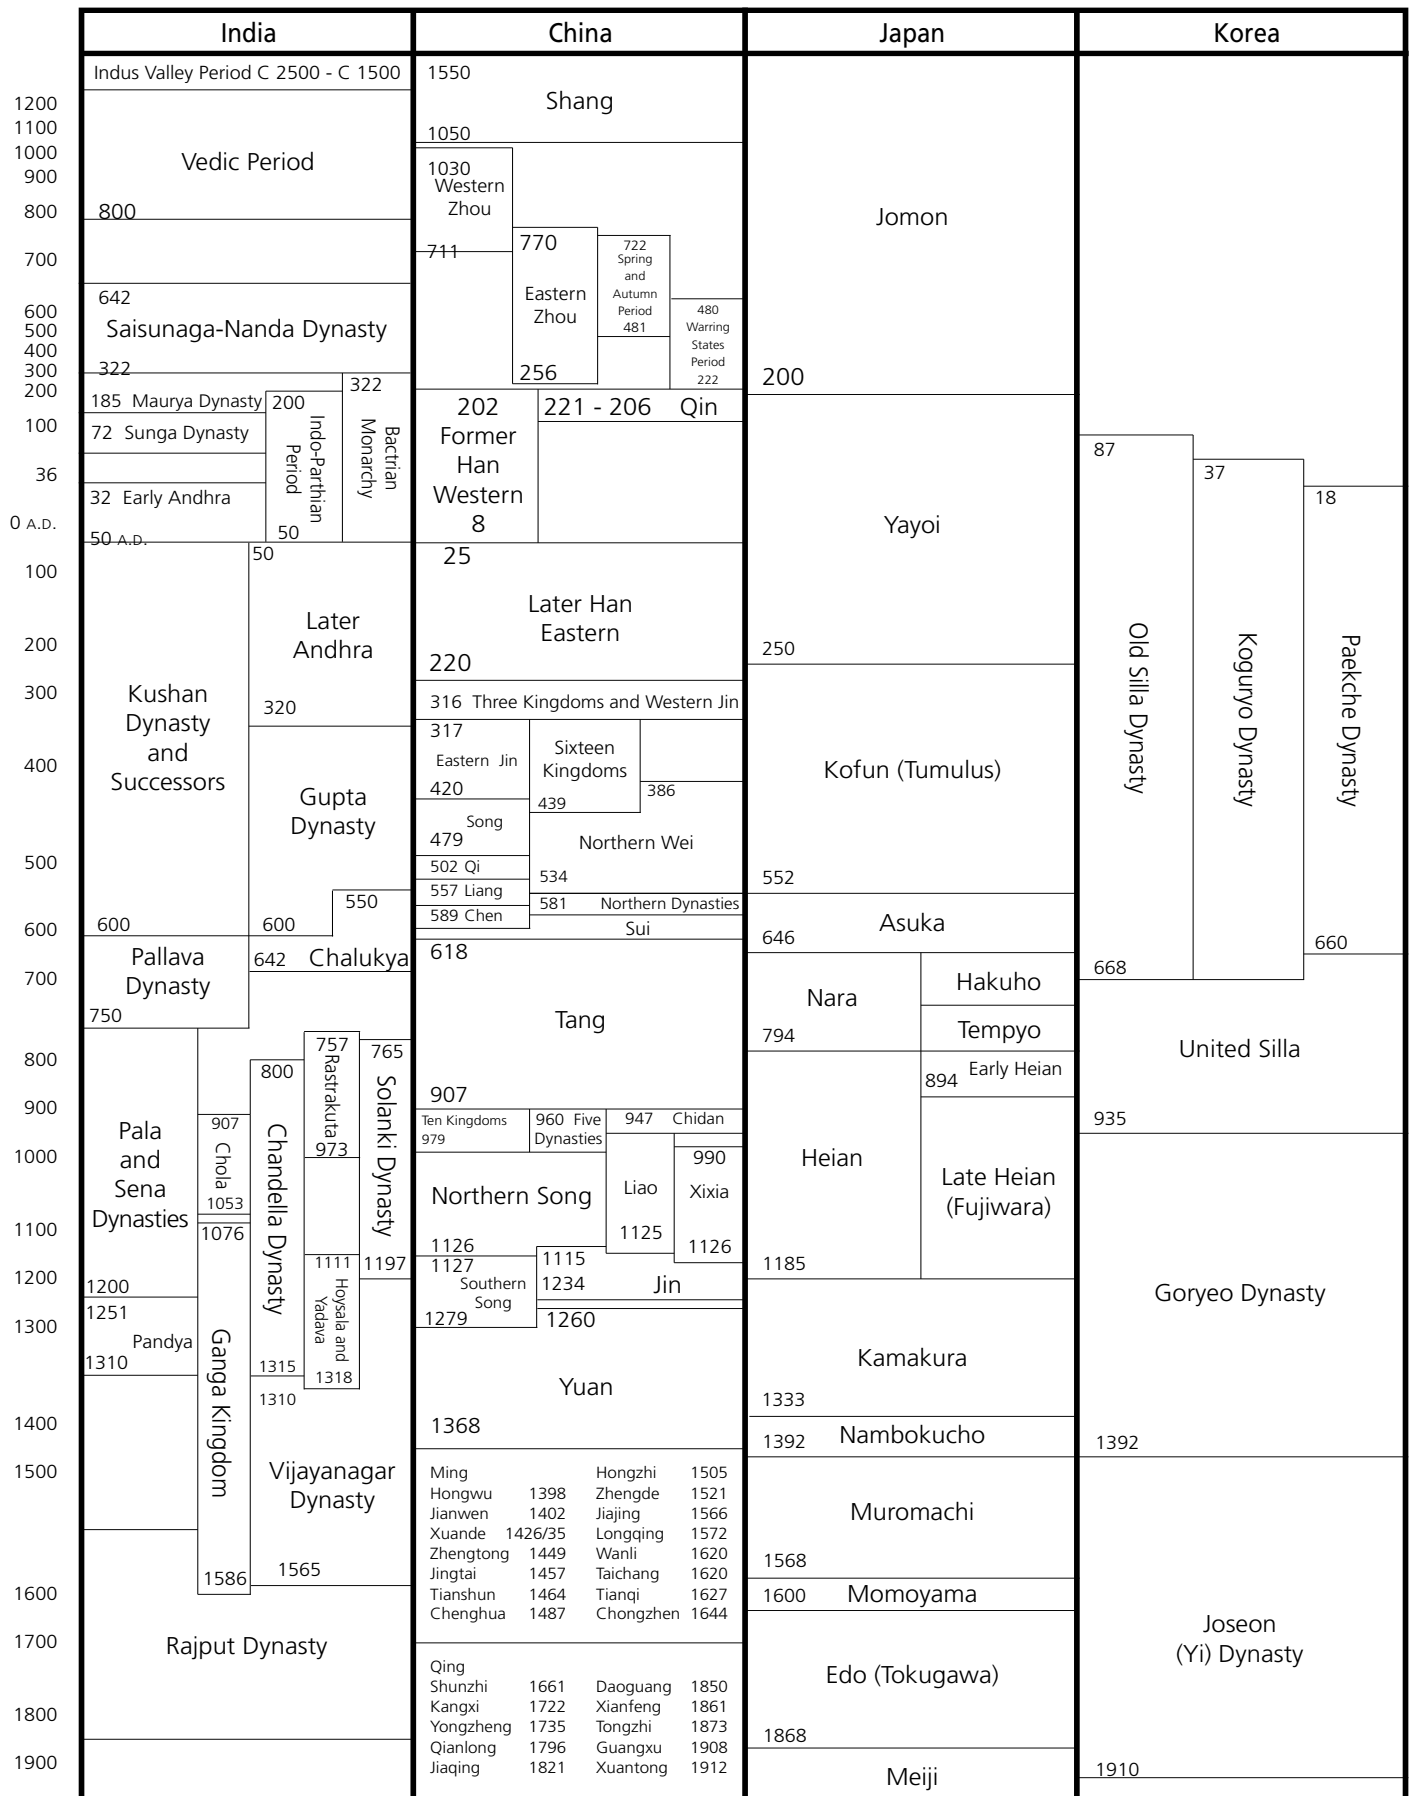 India
China
Japan
Korea
1200
1100
1000
900
800
700
600
500
400
300
200
100
36
0 A.D.
100
200
300
400
500
600
700
800
900
1000
1100
1200
1300
1400
1500
1600
1700
1800
1900
Indus Valley Period C 2500 - C 1500
Vedic Period
800
642
Saisunaga-Nanda Dynasty
322
185 Maurya Dynasty
72 Sunga Dynasty
32 Early Andhra
50 A.D.
200
Indo-Parthian
Period
50
322
Bactrian
Monarchy
Kushan
Dynasty
and
Successors
600
50
Later
Andhra
320
Gupta
Dynasty
600
550
Pallava
Dynasty
750
642 Chalukya
Pala
and
Sena
Dynasties
1200
1251
Pandya
1310
907
Chola
1053
1076
Ganga Kingdom
1586
800
Chandella Dynasty
1315
757
Rastrakuta
973
1111
Hoysala and
Yadava
1318
765
Solanki Dynasty
1197
1310
Vijayanagar
Dynasty
1565
Rajput Dynasty
1550
Shang
1050
1030
Western
Zhou
711
770
Eastern
Zhou
256
722
Spring
and
Autumn
Period
481
480
Warring
States
Period
222
202
Former
Han
Western
8
221 - 206 Qin
25
Later Han
Eastern
220
316 Three Kingdoms and Western Jin
317
Eastern Jin
420
Sixteen
Kingdoms
439
386
Song
479
Northern Wei
534
502 Qi
557 Liang
589 Chen
581 Northern Dynasties
Sui
618
Tang
907
Ten Kingdoms
979
960 Five
Dynasties
947 Chidan
Northern Song
1126
Liao
1125
990
Xixia
1126
1127
Southern
Song
1279
1115
1234 Jin
1260
Yuan
1368
Ming
Hongwu 1398
Jianwen 1402
Xuande 1426/35
Zhengtong 1449
Jingtai 1457
Tianshun 1464
Chenghua 1487
Hongzhi 1505
Zhengde 1521
Jiajing 1566
Longqing 1572
Wanli 1620
Taichang 1620
Tianqi 1627
Chongzhen 1644
Qing
Shunzhi 1661
Kangxi 1722
Yongzheng 1735
Qianlong 1796
Jiaqing 1821
Daoguang 1850
Xianfeng 1861
Tongzhi 1873
Guangxu 1908
Xuantong 1912
Jomon
200
Yayoi
250
Kofun (Tumulus)
552
Asuka
646
Nara
794
Hakuho
Tempyo
Heian
1185
894 Early Heian
Late Heian
(Fujiwara)
Kamakura
1333
1392 Nambokucho
Muromachi
1568
1600 Momoyama
Edo (Tokugawa)
1868
Meiji
87
Old Silla Dynasty
668
37
Koguryo Dynasty
18
Paekche Dynasty
660
United Silla
935
Goryeo Dynasty
1392
Joseon
(Yi) Dynasty
1910